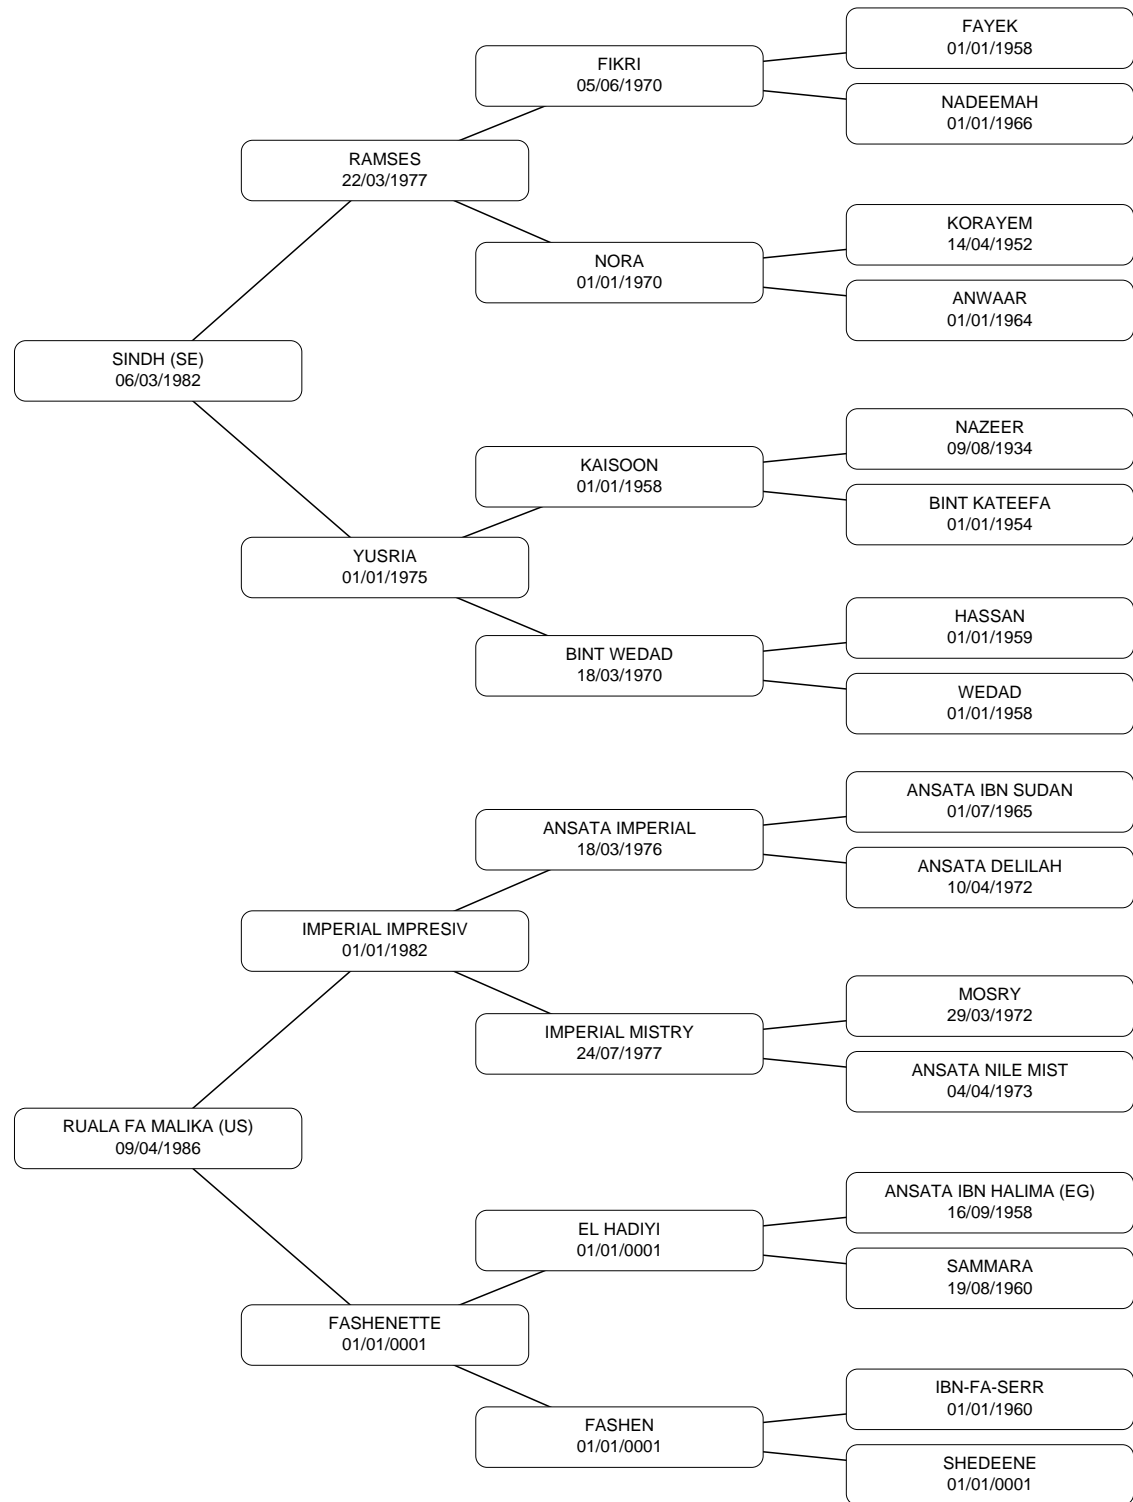 FAYEK
01/01/1958
FIKRI
05/06/1970
NADEEMAH
01/01/1966
RAMSES
22/03/1977
KORAYEM
14/04/1952
NORA
01/01/1970
ANWAAR
01/01/1964
SINDH (SE)
06/03/1982
NAZEER
09/08/1934
KAISOON
01/01/1958
BINT KATEEFA
01/01/1954
YUSRIA
01/01/1975
HASSAN
01/01/1959
BINT WEDAD
18/03/1970
WEDAD
01/01/1958
ANSATA IBN SUDAN
01/07/1965
ANSATA IMPERIAL
18/03/1976
ANSATA DELILAH
10/04/1972
IMPERIAL IMPRESIV
01/01/1982
MOSRY
29/03/1972
IMPERIAL MISTRY
24/07/1977
ANSATA NILE MIST
04/04/1973
RUALA FA MALIKA (US)
09/04/1986
ANSATA IBN HALIMA (EG)
16/09/1958
EL HADIYI
01/01/0001
SAMMARA
19/08/1960
FASHENETTE
01/01/0001
IBN-FA-SERR
01/01/1960
FASHEN
01/01/0001
SHEDEENE
01/01/0001